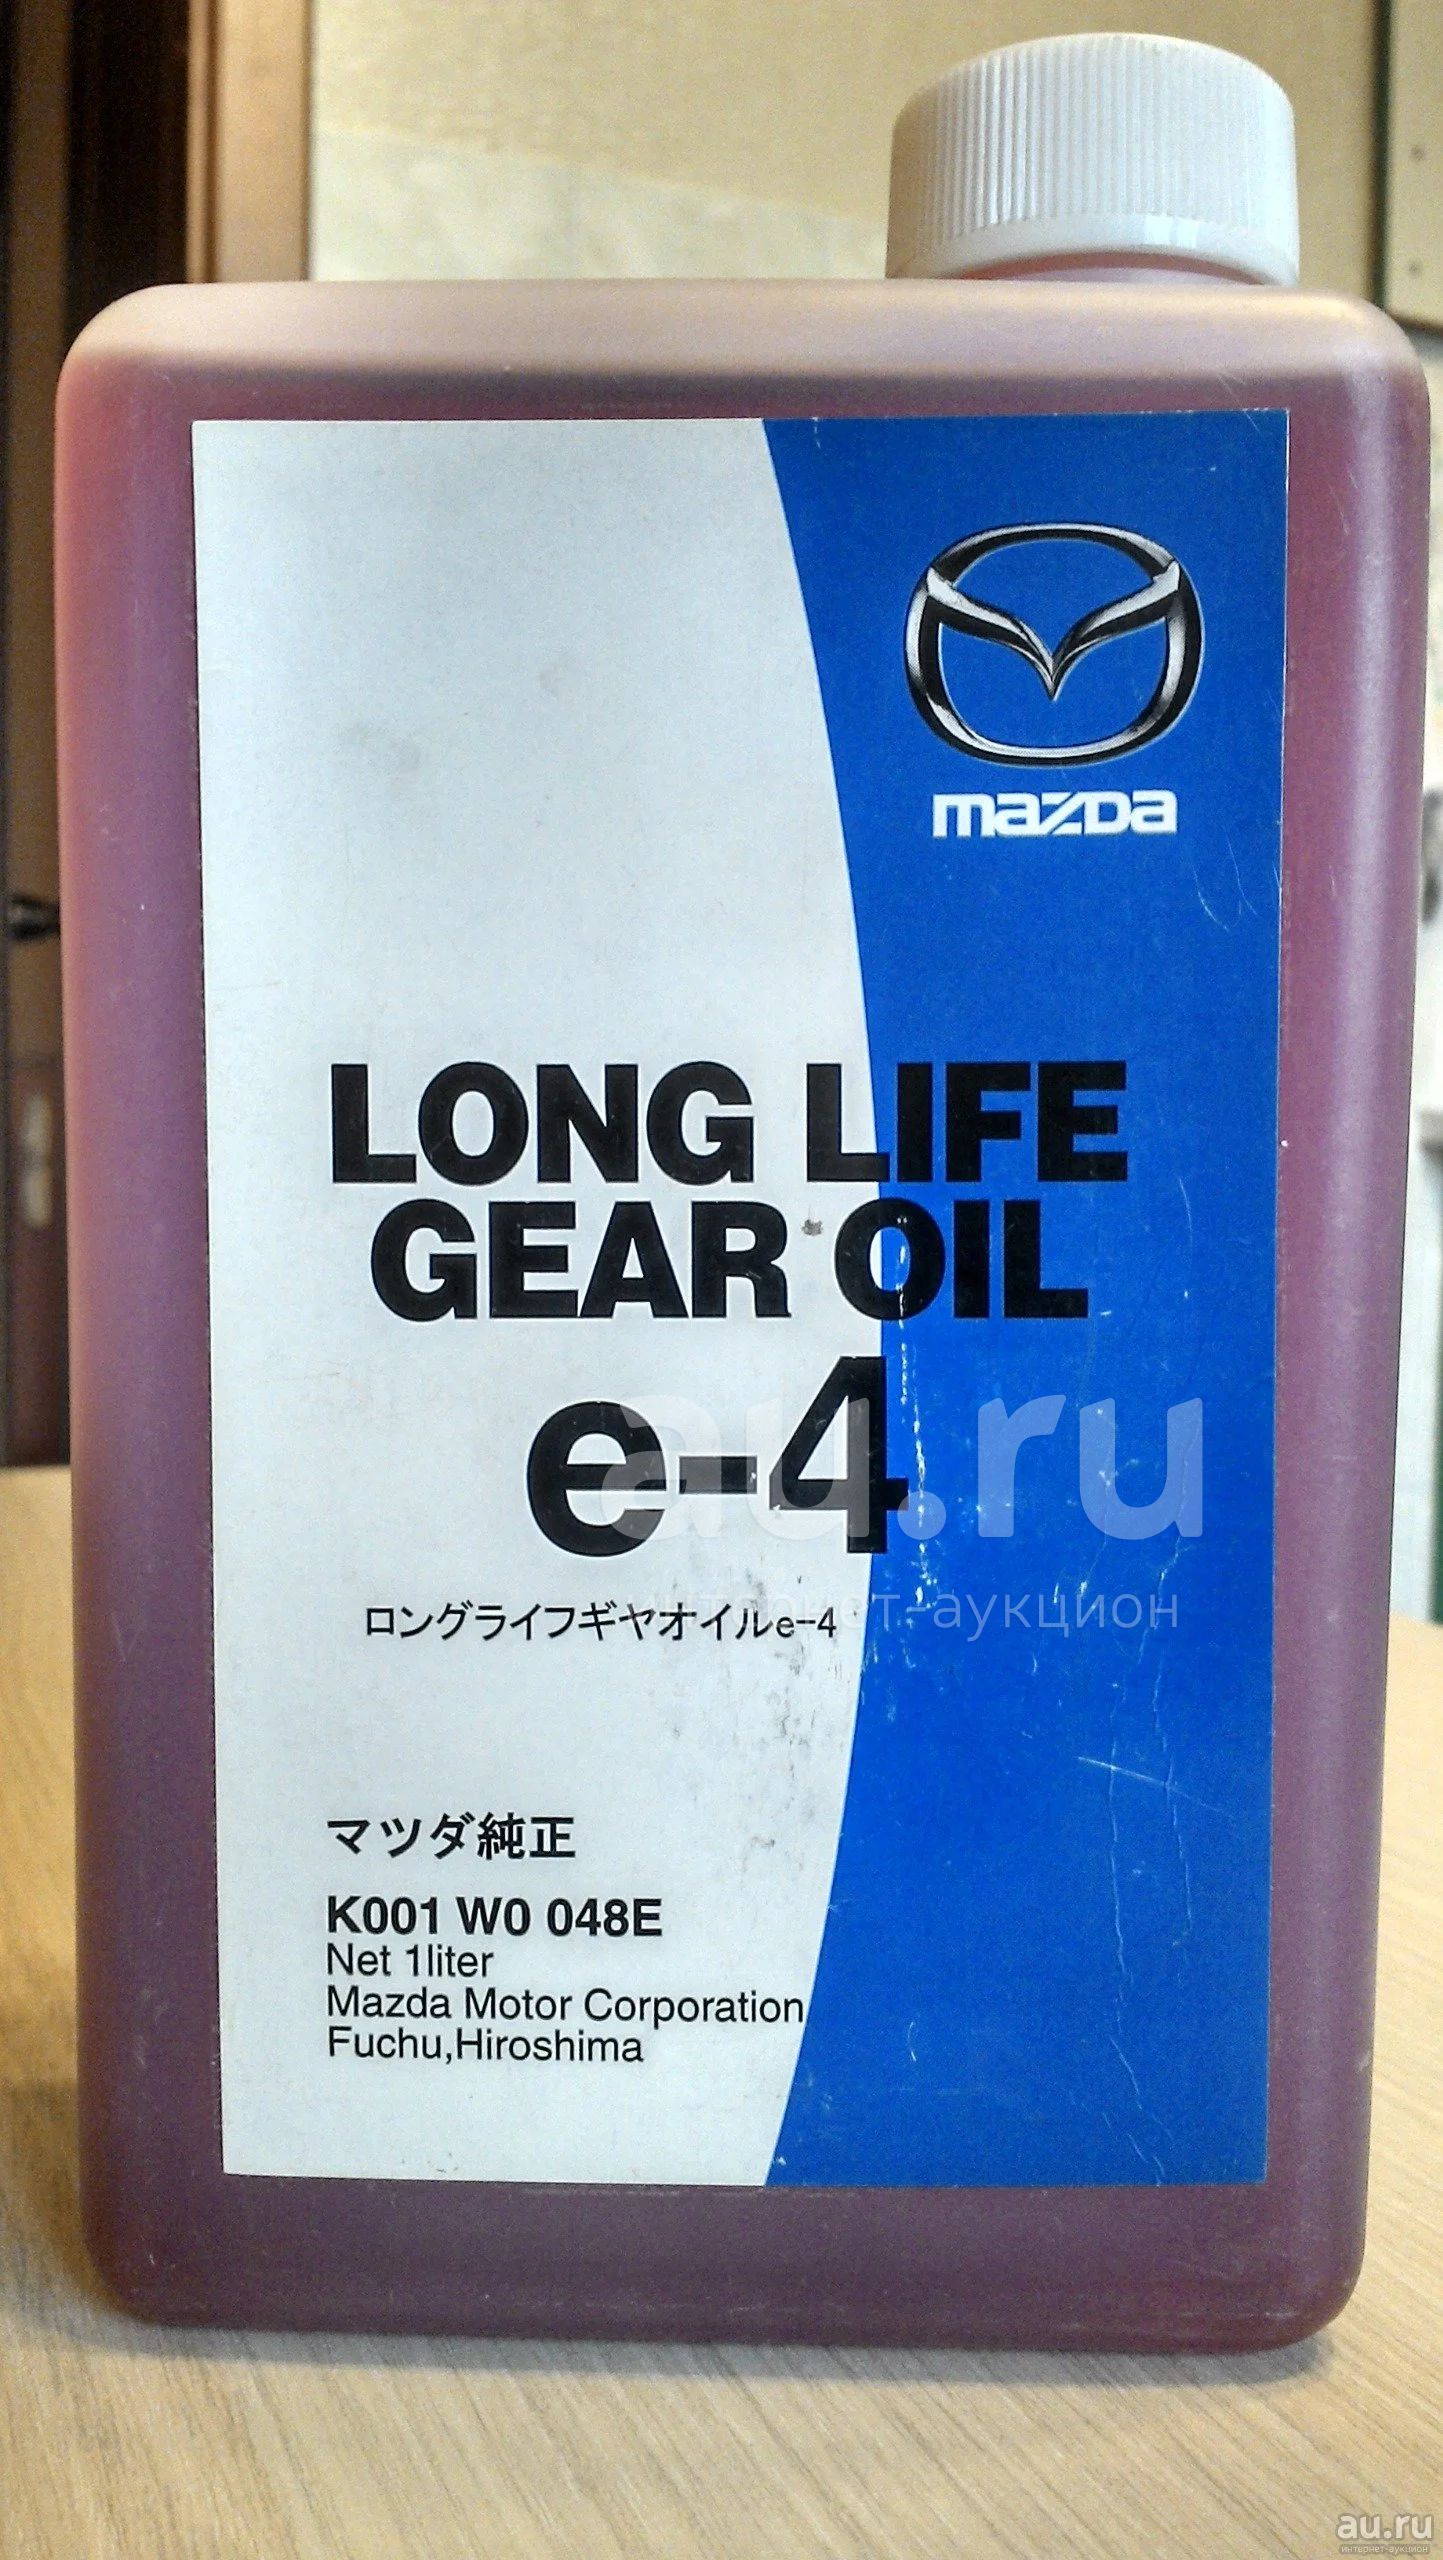 mazda
LONG LIFE
GEAR OIL
e-4
au.ru
интернет-аукцион
ロングライフギヤオイルe-4
マツダ純正
K001 W0 048E
Net 1liter
Mazda Motor Corporation
Fuchu,Hiroshima
au.ru
интернет-аукцион